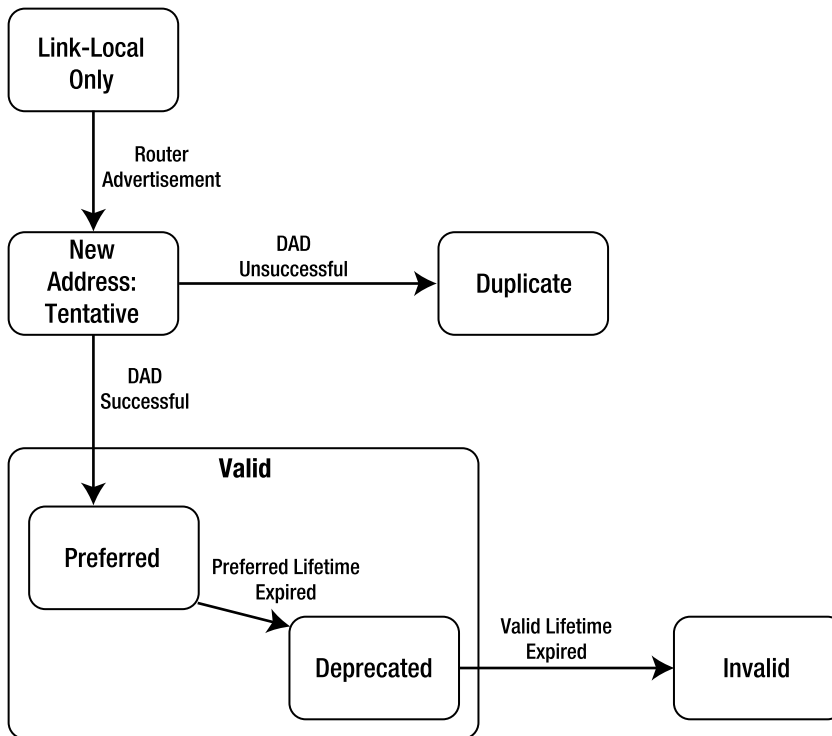 Link-Local
Only
Router
Advertisement
New
Address:
Tentative
DAD
Unsuccessful
Duplicate
DAD
Successful
Valid
Preferred
Preferred Lifetime
Expired
Deprecated
Valid Lifetime
Expired
Invalid